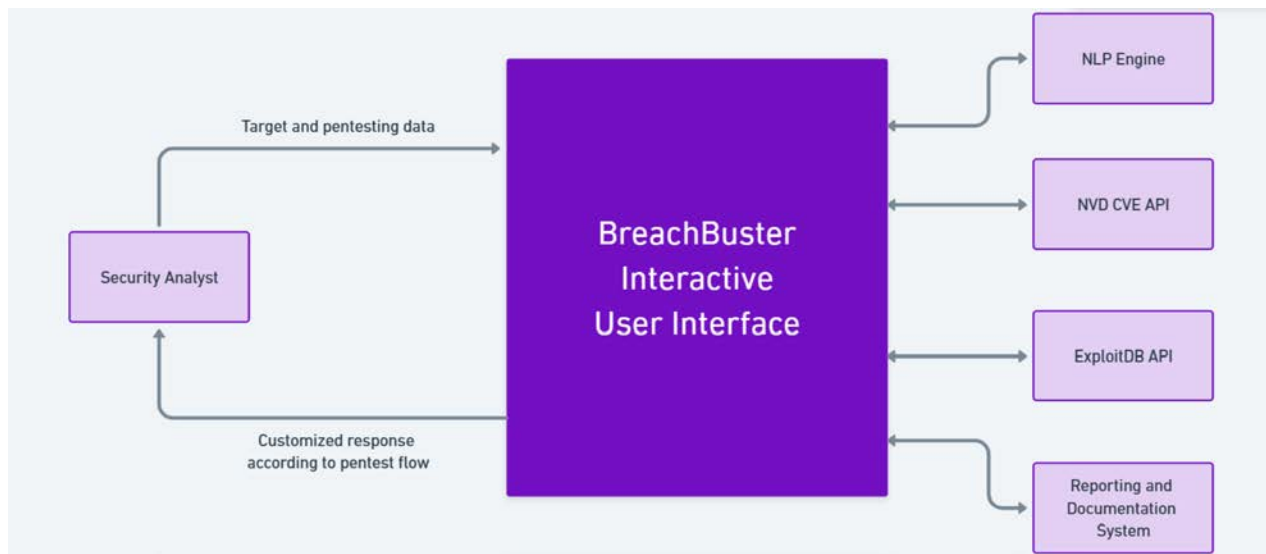 NLP Engine
Target and pentesting data
NVD CVE API
BreachBuster
Interactive
User Interface
Security Analyst
ExploitDB API
Customized response
according to pentest flow
Reporting and
Documentation
System